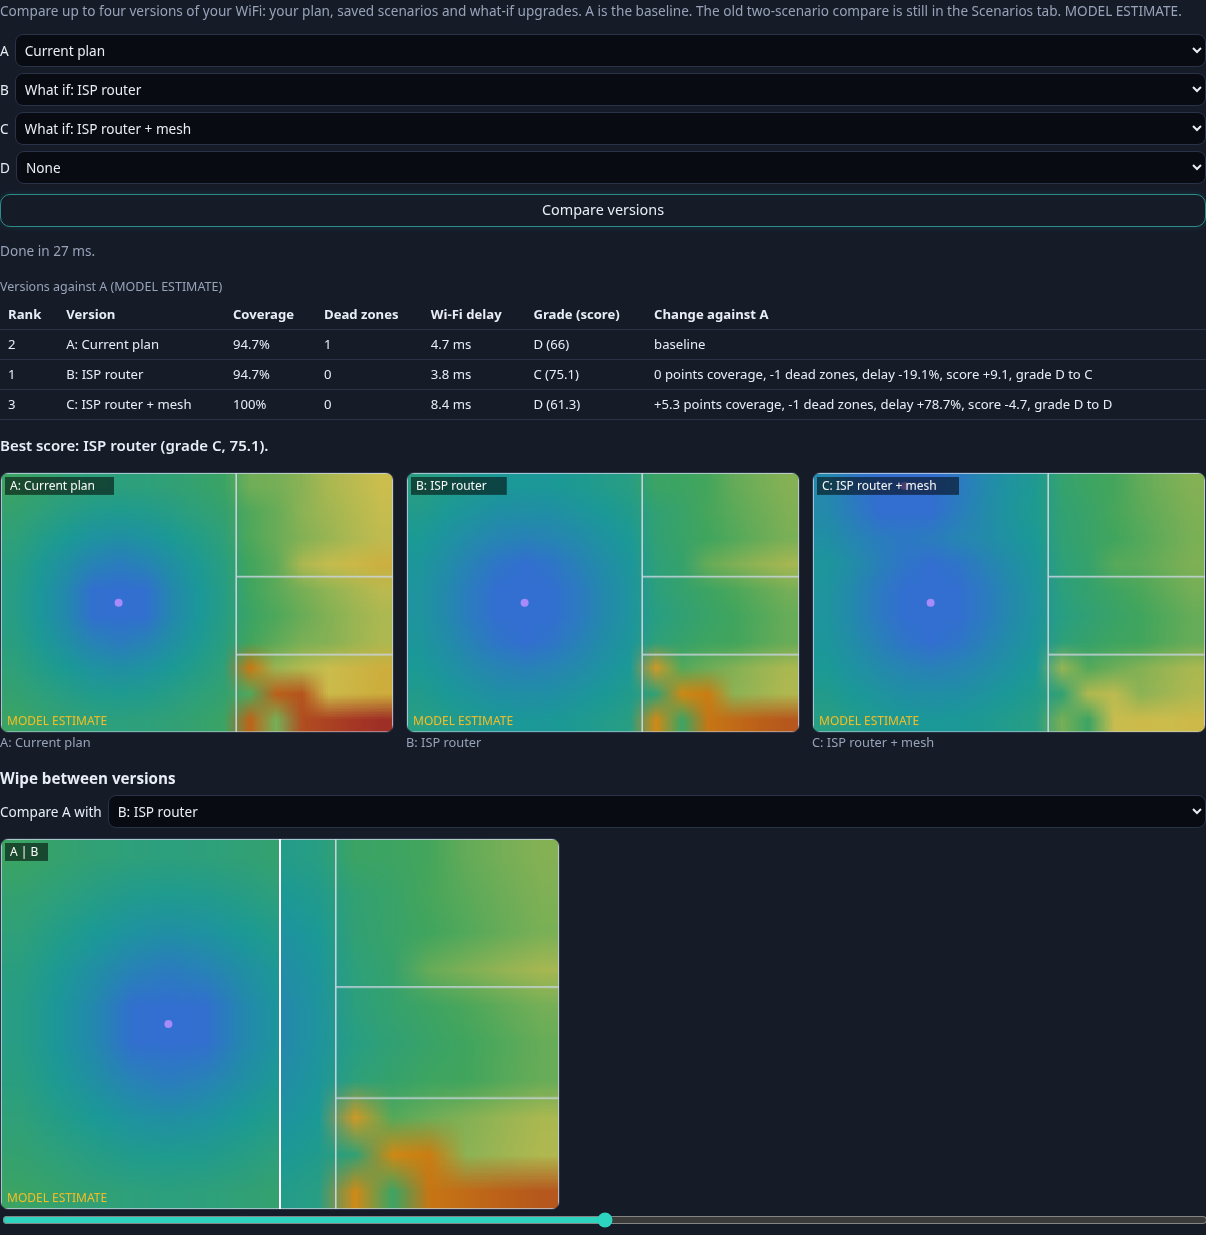 Compare up to four versions of your WiFi: your plan, saved scenarios and what-if upgrades. A is the baseline. The old two-scenario compare is still in the Scenarios tab. MODEL ESTIMATE.
A Current plan
B What if: ISP router
C What if: ISP router + mesh
D None
Compare versions
Done in 27 ms.
Versions against A (MODEL ESTIMATE)
Rank Version Coverage Dead zones Wi-Fi delay Grade (score) Change against A
2 A: Current plan 94.7% 1 4.7 ms D (66) baseline
1 B: ISP router 94.7% 0 3.8 ms C (75.1) 0 points coverage, -1 dead zones, delay -19.1%, score +9.1, grade D to C
3 C: ISP router + mesh 100% 0 8.4 ms D (61.3) +5.3 points coverage, -1 dead zones, delay +78.7%, score -4.7, grade D to D
Best score: ISP router (grade C, 75.1).
A: Current plan B: ISP router C: ISP router + mesh
MODEL ESTIMATE MODEL ESTIMATE MODEL ESTIMATE
A: Current plan B: ISP router C: ISP router + mesh
Wipe between versions
Compare A with B: ISP router
A | B
MODEL ESTIMATE